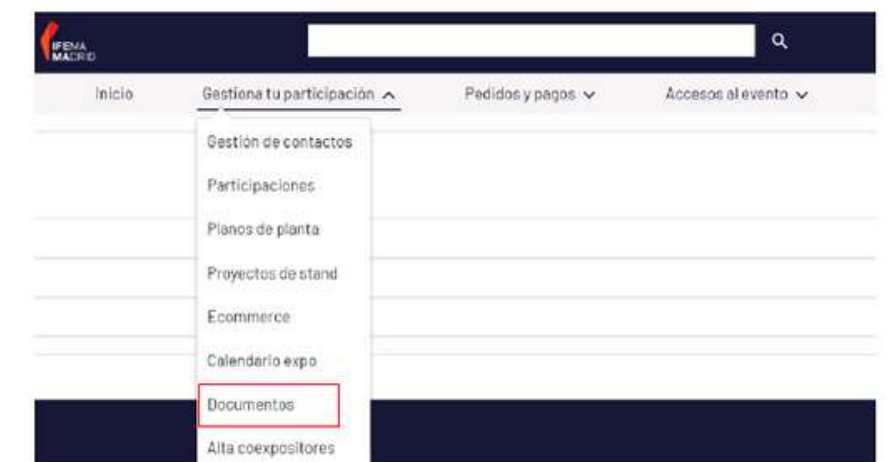 IFEMA
MADRID
Inicio Gestiona tu participación Pedidos y pagos Accesos al evento
Gestión de contactos
Participaciones
Planos de planta
Proyectos de stand
Ecommerce
Calendario expo
Documentos
Alta coexpositores